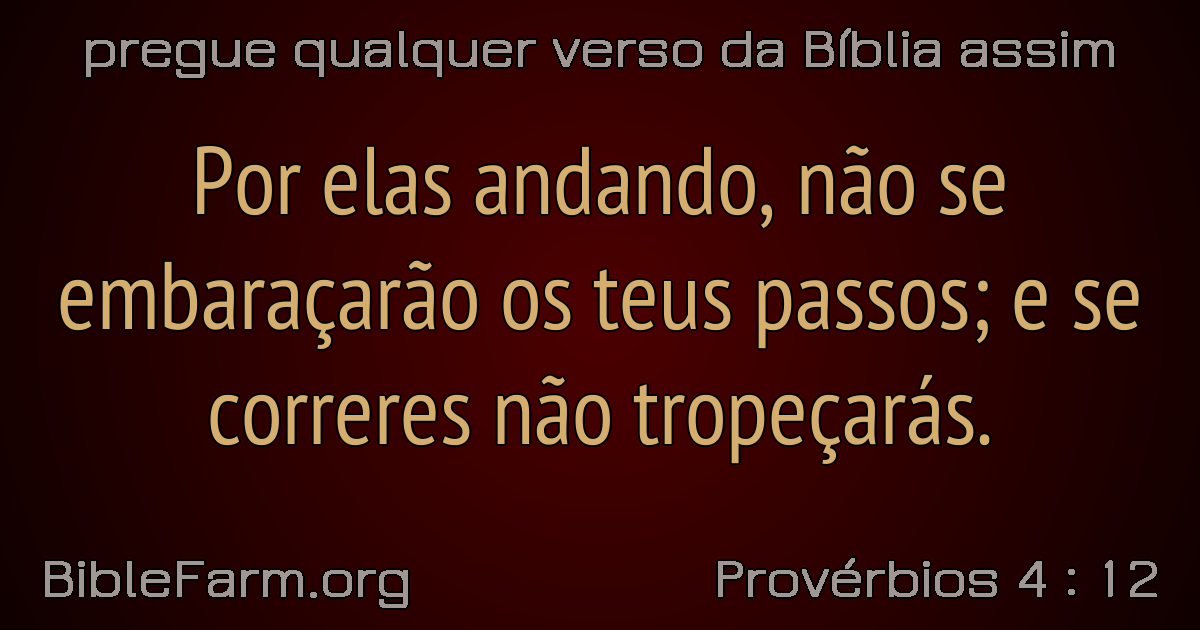 pregue qualquer verso da Bíblia assim
Por elas andando, não se
embaraçarão os teus passos; e se
correres não tropeçarás.
BibleFarm.org
Provérbios 4 : 12